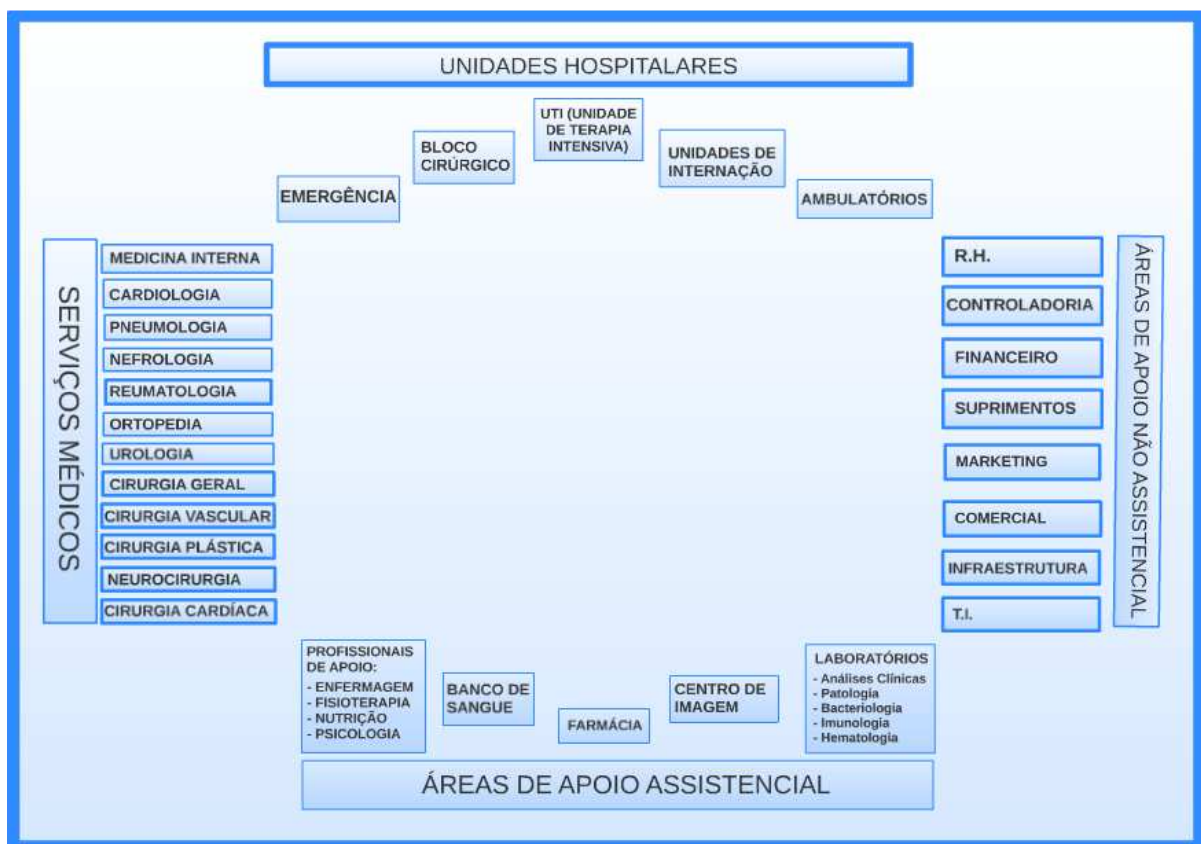 UNIDADES HOSPITALARES
EMERGÊNCIA
BLOCO
CIRÚRGICO
UTI (UNIDADE
DE TERAPIA
INTENSIVA)
UNIDADES DE
INTERNAÇÃO
AMBULATÓRIOS
SERVIÇOS MÉDICOS
MEDICINA INTERNA
CARDIOLOGIA
PNEUMOLOGIA
NEFROLOGIA
REUMATOLOGIA
ORTOPEDIA
UROLOGIA
CIRURGIA GERAL
CIRURGIA VASCULAR
CIRURGIA PLÁSTICA
NEUROCIRURGIA
CIRURGIA CARDÍACA
R.H.
CONTROLADORIA
FINANCEIRO
SUPRIMENTOS
MARKETING
COMERCIAL
INFRAESTRUTURA
T.I.
ÁREAS DE APOIO NÃO ASSISTENCIAL
PROFISSIONAIS
DE APOIO:
- ENFERMAGEM
- FISIOTERAPIA
- NUTRIÇÃO
- PSICOLOGIA
BANCO DE
SANGUE
FARMÁCIA
CENTRO DE
IMAGEM
LABORATÓRIOS
- Análises Clínicas
- Patologia
- Bacteriologia
- Imunologia
- Hematologia
ÁREAS DE APOIO ASSISTENCIAL